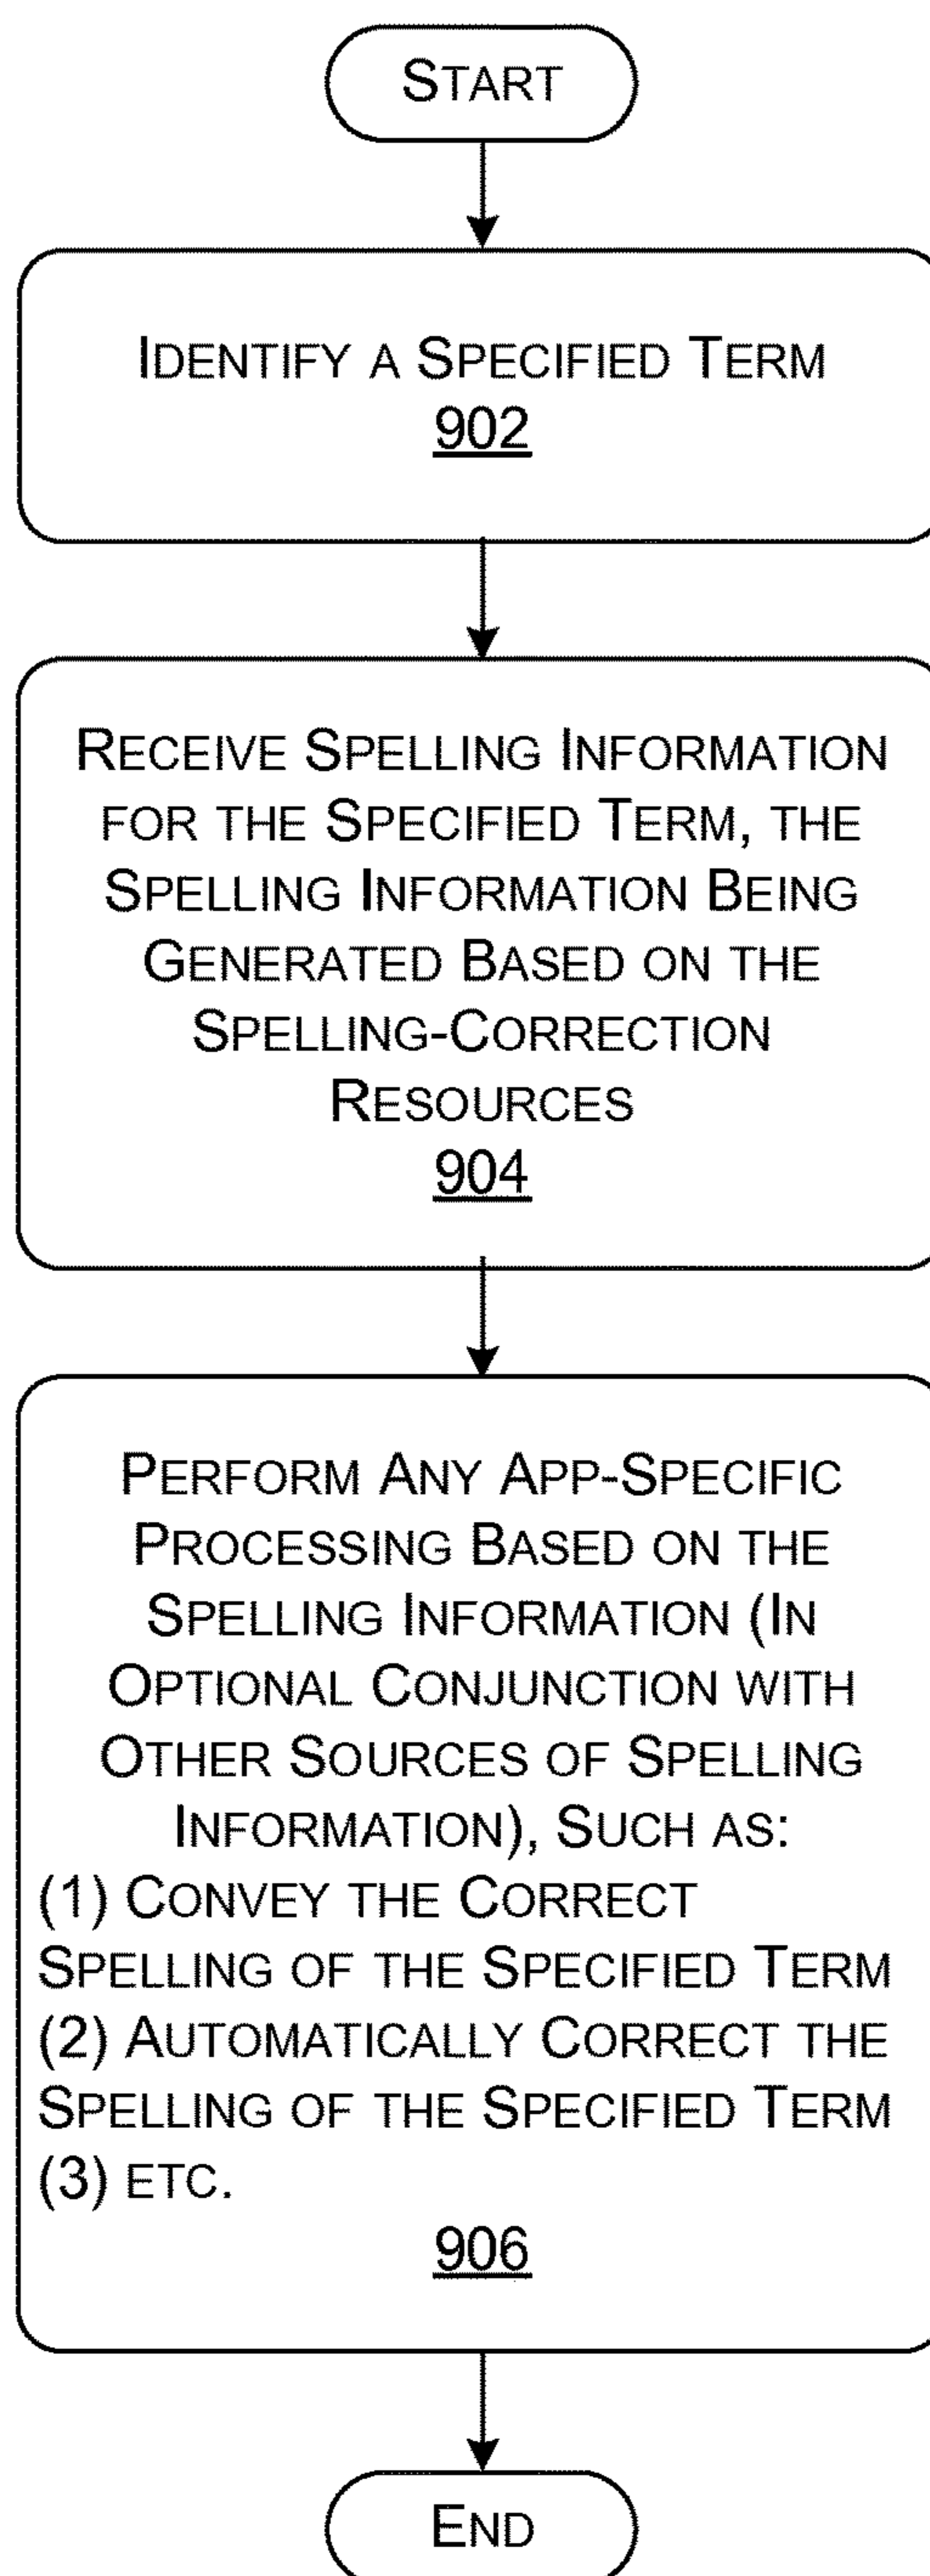 START
IDENTIFY A SPECIFIED TERM
902
RECEIVE SPELLING INFORMATION
FOR THE SPECIFIED TERM, THE
SPELLING INFORMATION BEING
GENERATED BASED ON THE
SPELLING-CORRECTION
RESOURCES
904
PERFORM ANY APP-SPECIFIC
PROCESSING BASED ON THE
SPELLING INFORMATION (IN
OPTIONAL CONJUNCTION WITH
OTHER SOURCES OF SPELLING
INFORMATION), SUCH AS:
(1) CONVEY THE CORRECT
SPELLING OF THE SPECIFIED TERM
(2) AUTOMATICALLY CORRECT THE
SPELLING OF THE SPECIFIED TERM
(3) ETC.
906
END